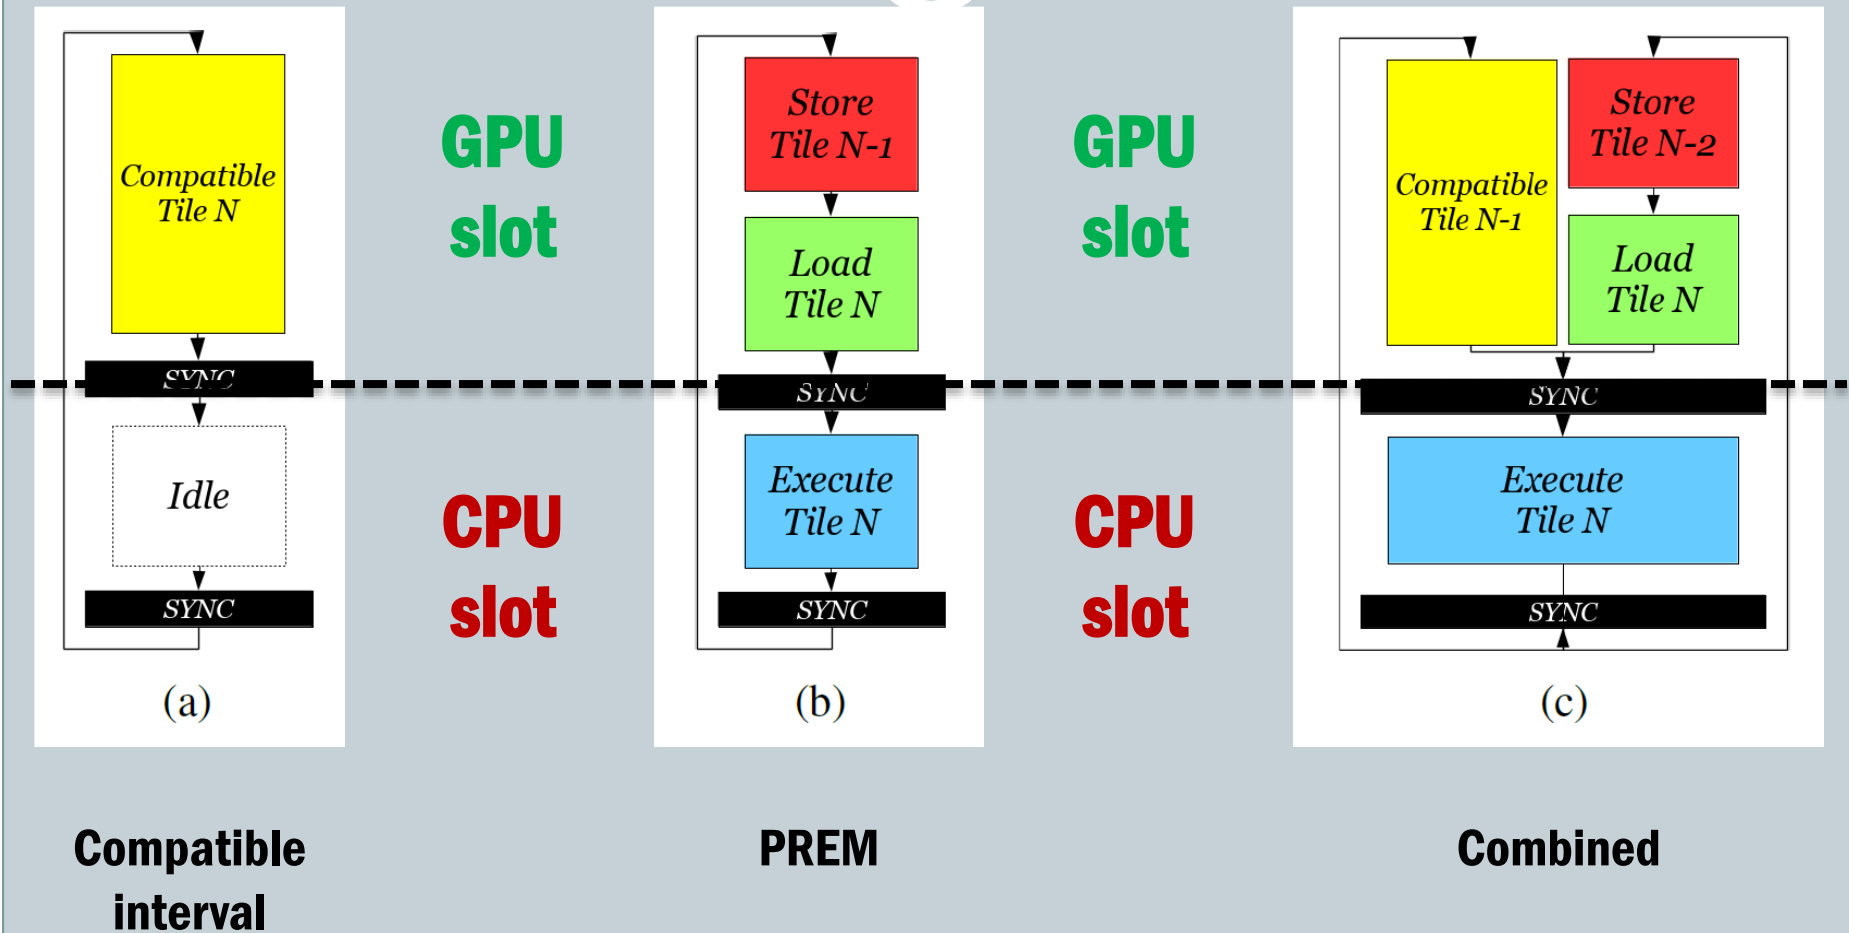 Compatible
Tile N
SYNC
Idle
SYNC
(a)
GPU
slot
CPU
slot
Store
Tile N-1
Load
Tile N
SYNC
Execute
Tile N
SYNC
(b)
GPU
slot
CPU
slot
Compatible
Tile N-1
Store
Tile N-2
Load
Tile N
SYNC
Execute
Tile N
SYNC
(c)
Compatible
interval
PREM
Combined